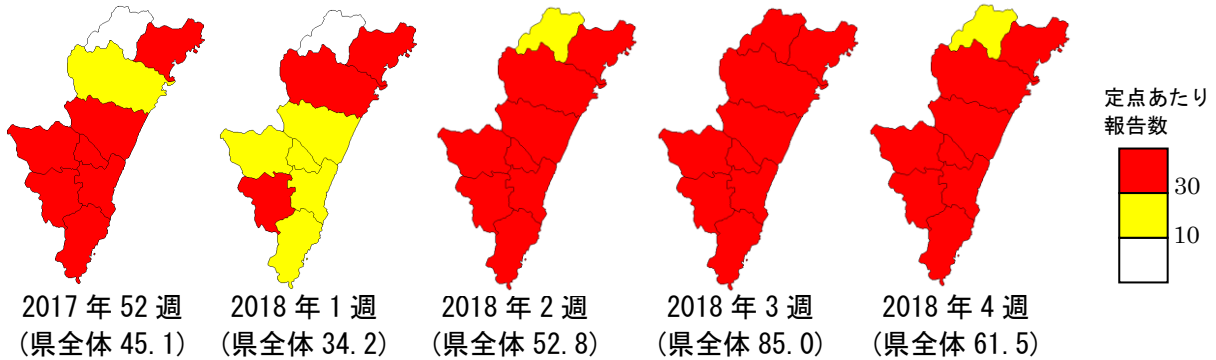 定点あたり
報告数
30
10
2017 年 52 週
(県全体 45.1)
2018 年 1 週
(県全体 34.2)
2018 年 2 週
(県全体 52.8)
2018 年 3 週
(県全体 85.0)
2018 年 4 週
(県全体 61.5)